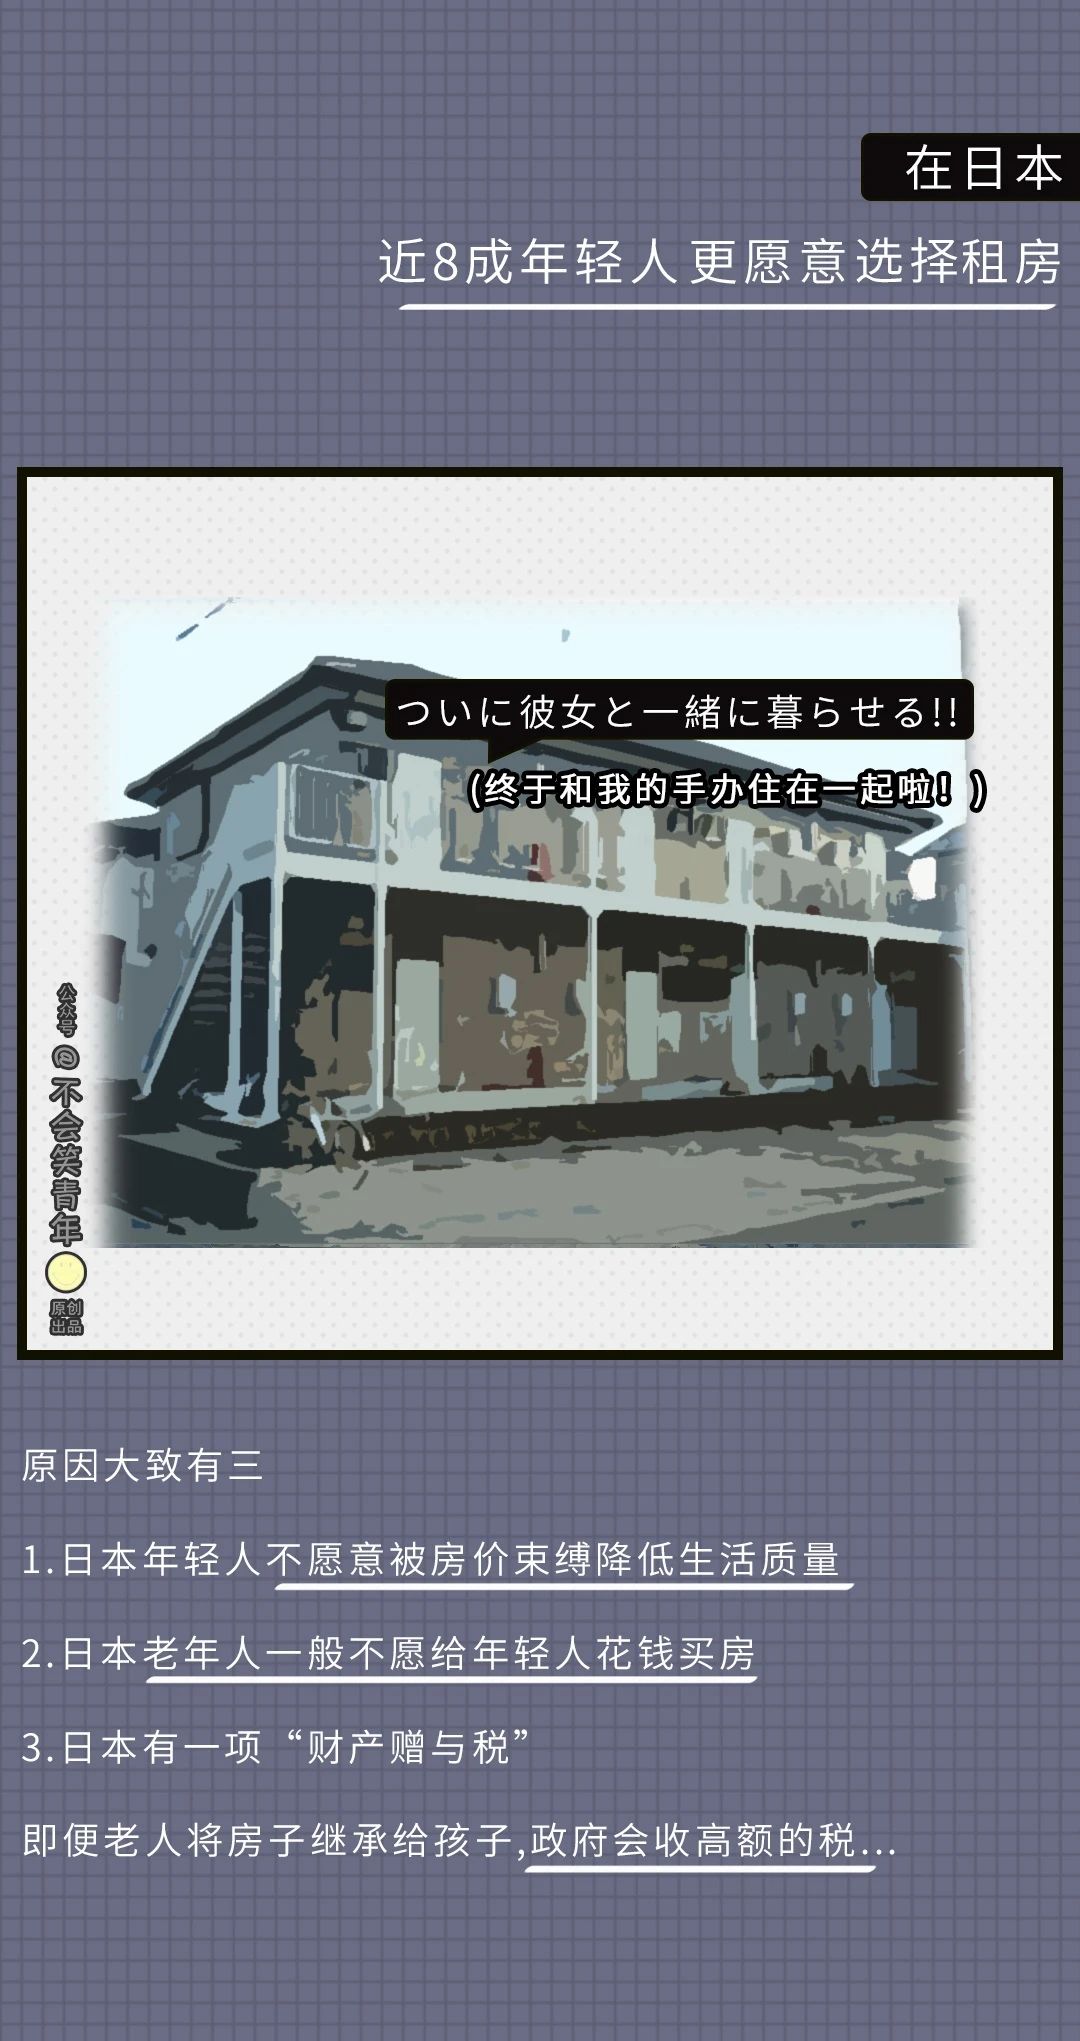 在日本
近8成年轻人更愿意选择租房
ついに彼女と一緒に暮らせる!!
(终于和我的手办住在一起啦！)
公众号
@不会笑青年
原创
出品
原因大致有三
1.日本年轻人不愿意被房价束缚降低生活质量
2.日本老年人一般不愿给年轻人花钱买房
3.日本有一项“财产赠与税”
即便老人将房子继承给孩子,政府会收高额的税...